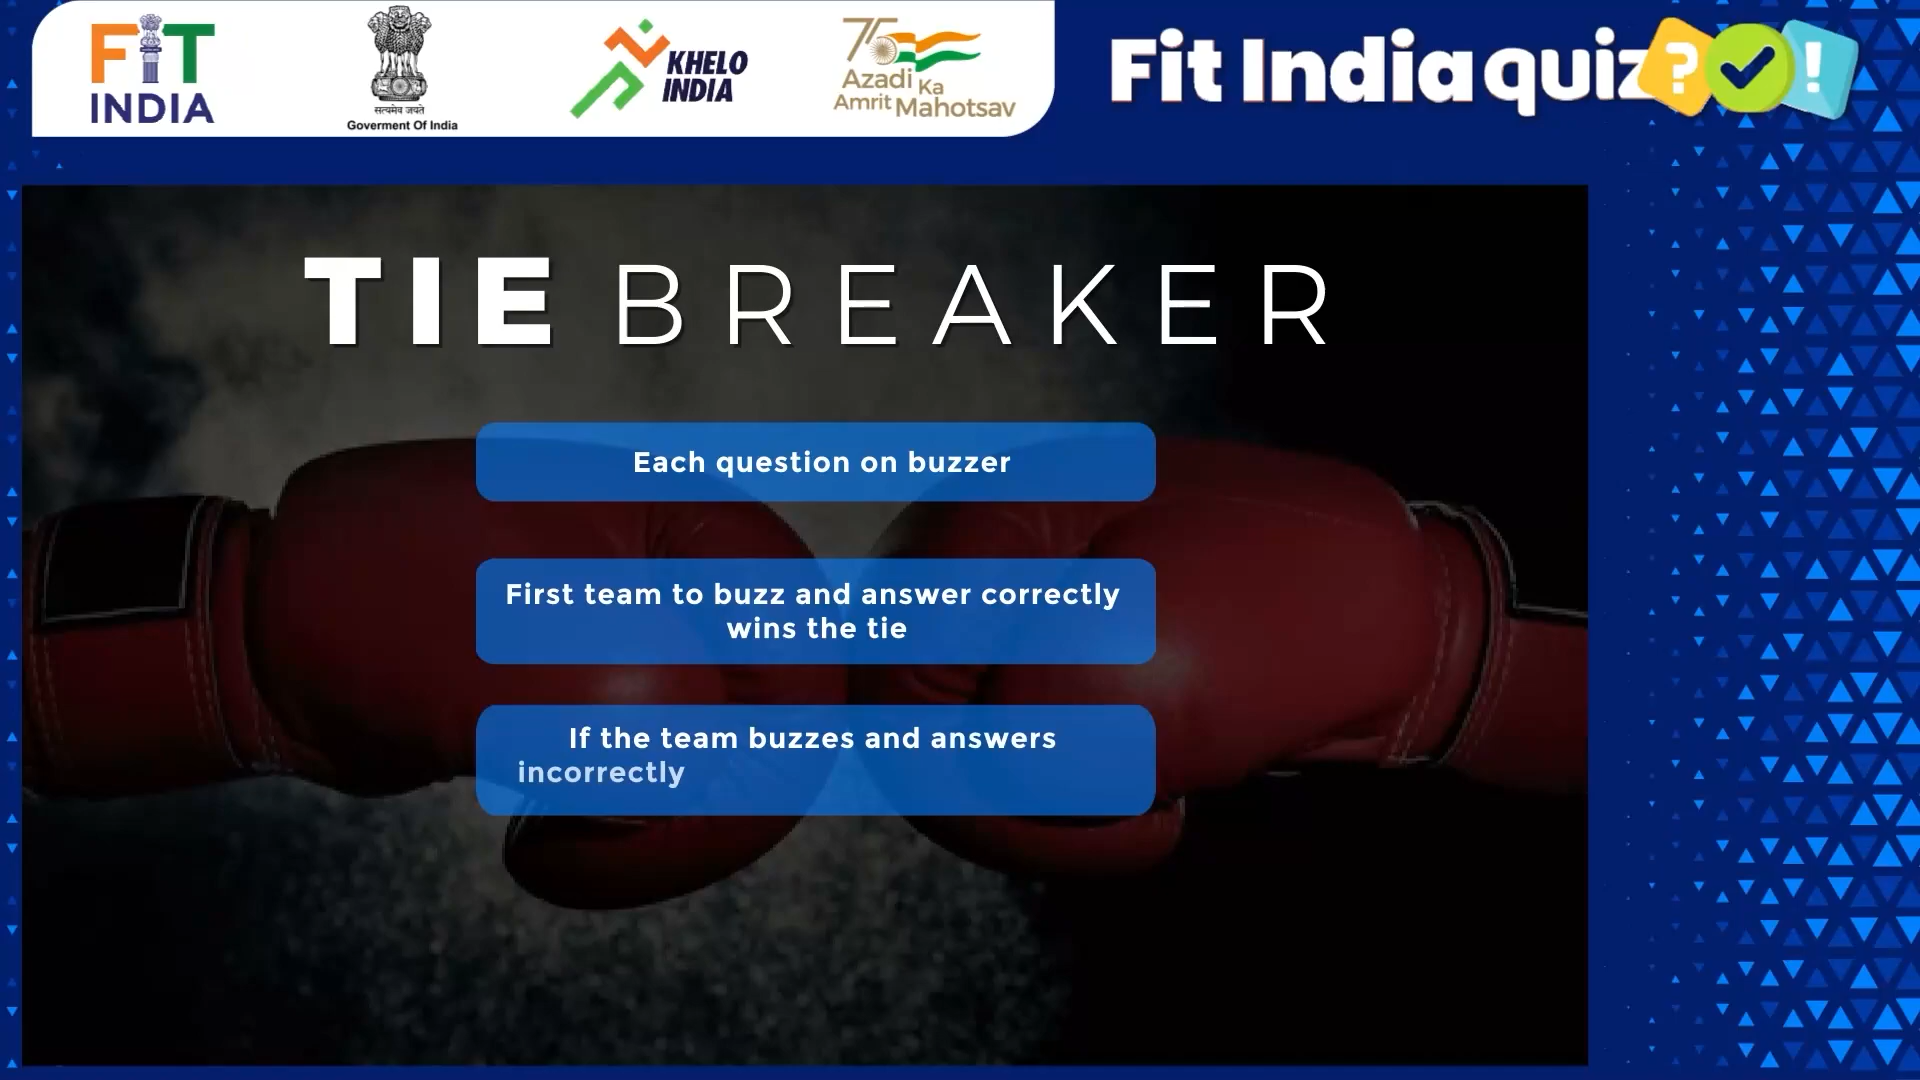 FIT
INDIA
सत्यमेव जयते
Goverment Of India
KHELO
INDIA
75
Azadi Ka
Amrit Mahotsav
Fit India quiz?!
TIE BREAKER
Each question on buzzer
First team to buzz and answer correctly
wins the tie
If the team buzzes and answers
incorrectly